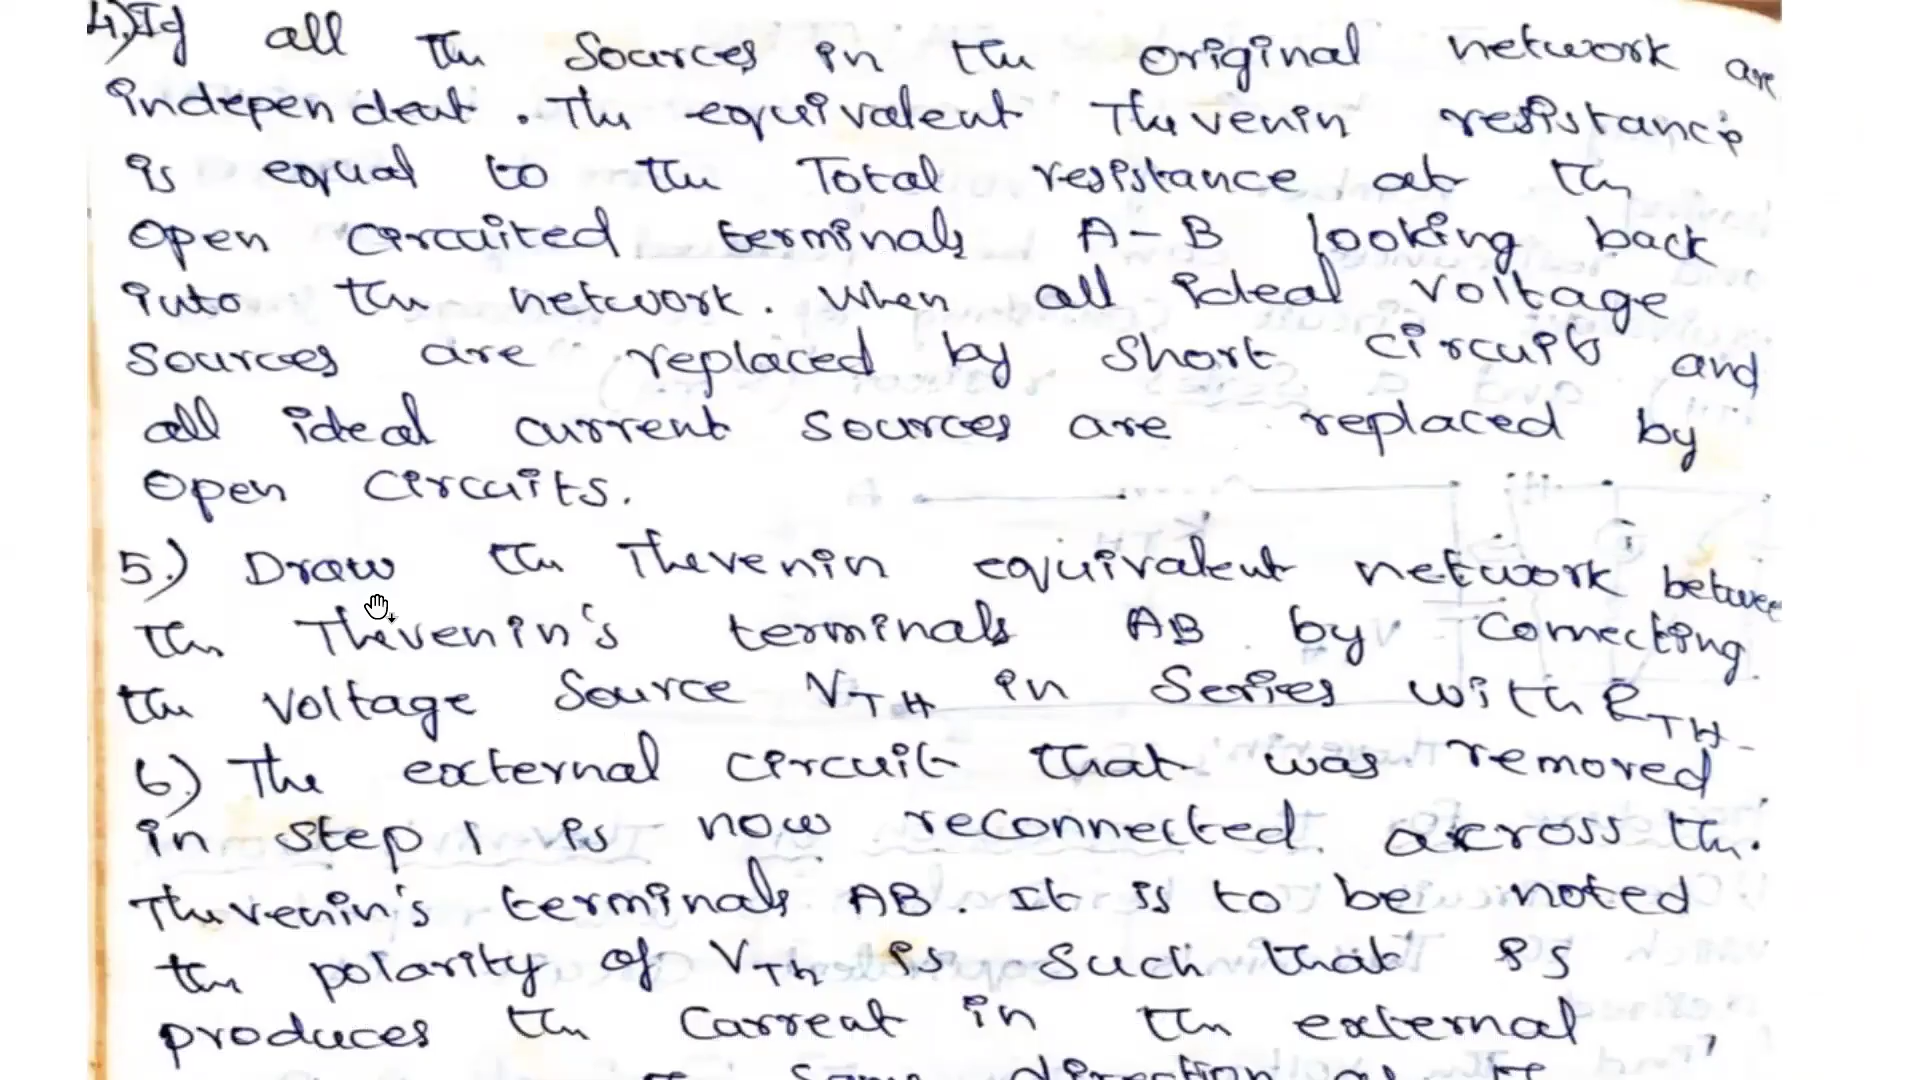 4) If all the sources in the original network are
independent. The equivalent Thevenin resistance
is equal to the Total resistance at the
open circuited terminals A-B looking back
into the network. When all ideal voltage
sources are replaced by short circuits and
all ideal current sources are replaced by
open circuits.
5.) Draw the Thevenin equivalent network betwee
the Thevenin's terminals AB by connecting
the voltage source VTH in series with RTH-
6.) The external circuit that was removed
in step 1 is now reconnected across the.
Thevenin's terminals AB. It is to be noted
the polarity of VTh is such that is
produces the current in the external
same direction as